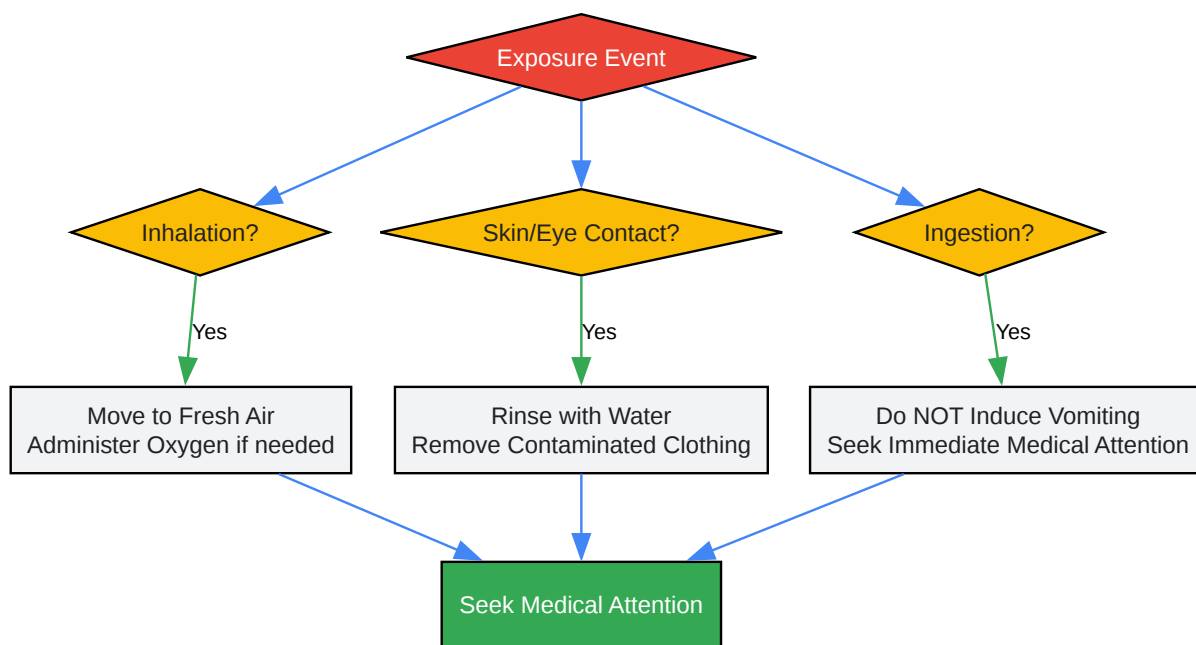 Exposure Event
Inhalation?
Skin/Eye Contact?
Ingestion?
Yes
Yes
Yes
Move to Fresh Air
Administer Oxygen if needed
Rinse with Water
Remove Contaminated Clothing
Do NOT Induce Vomiting
Seek Immediate Medical Attention
Seek Medical Attention